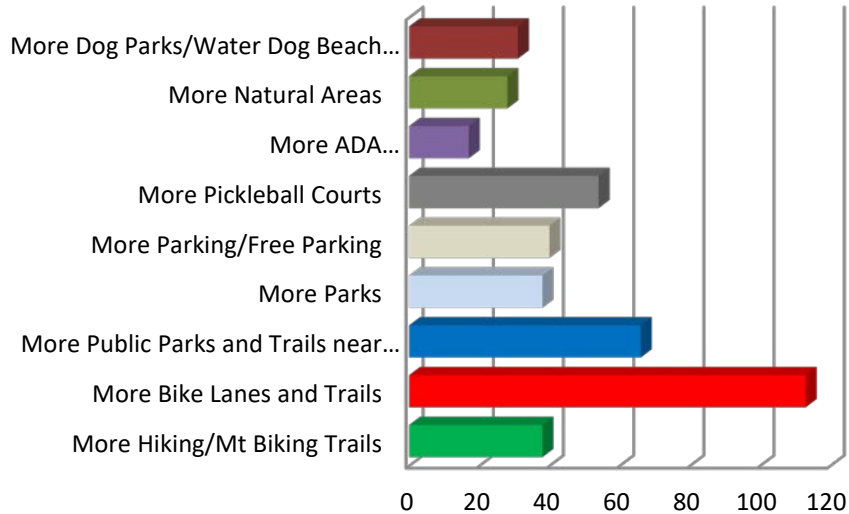 More Dog Parks/Water Dog Beach...
More Natural Areas
More ADA...
More Pickleball Courts
More Parking/Free Parking
More Parks
More Public Parks and Trails near...
More Bike Lanes and Trails
More Hiking/Mt Biking Trails
0 20 40 60 80 100 120